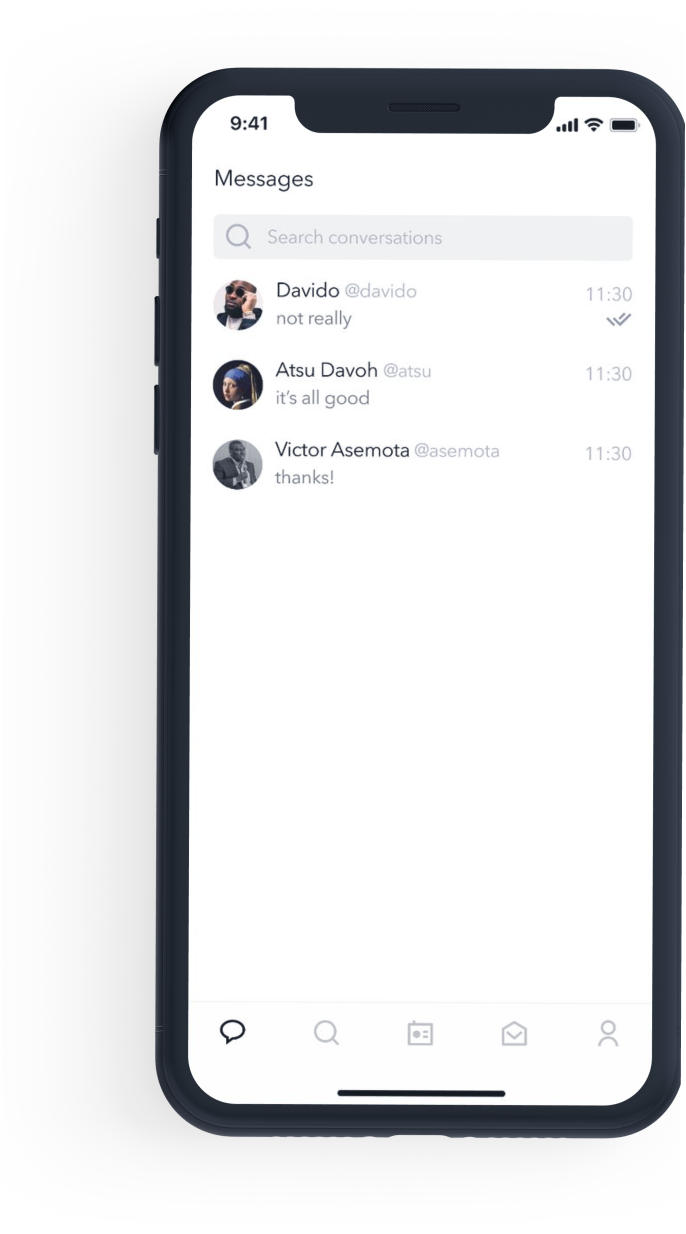 9:41
Messages
Search conversations
Davido @davido 11:30
not really
Atsu Davoh @atsu 11:30
it's all good
Victor Asemota @asemota 11:30
thanks!